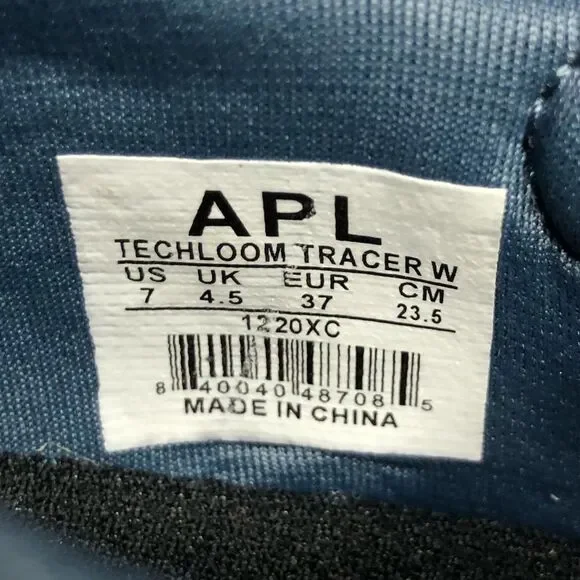 APL
TECHLOOM TRACER W
US UK EUR CM
7 4.5 37 23.5
1220XC
8 40040 48708 5
MADE IN CHINA